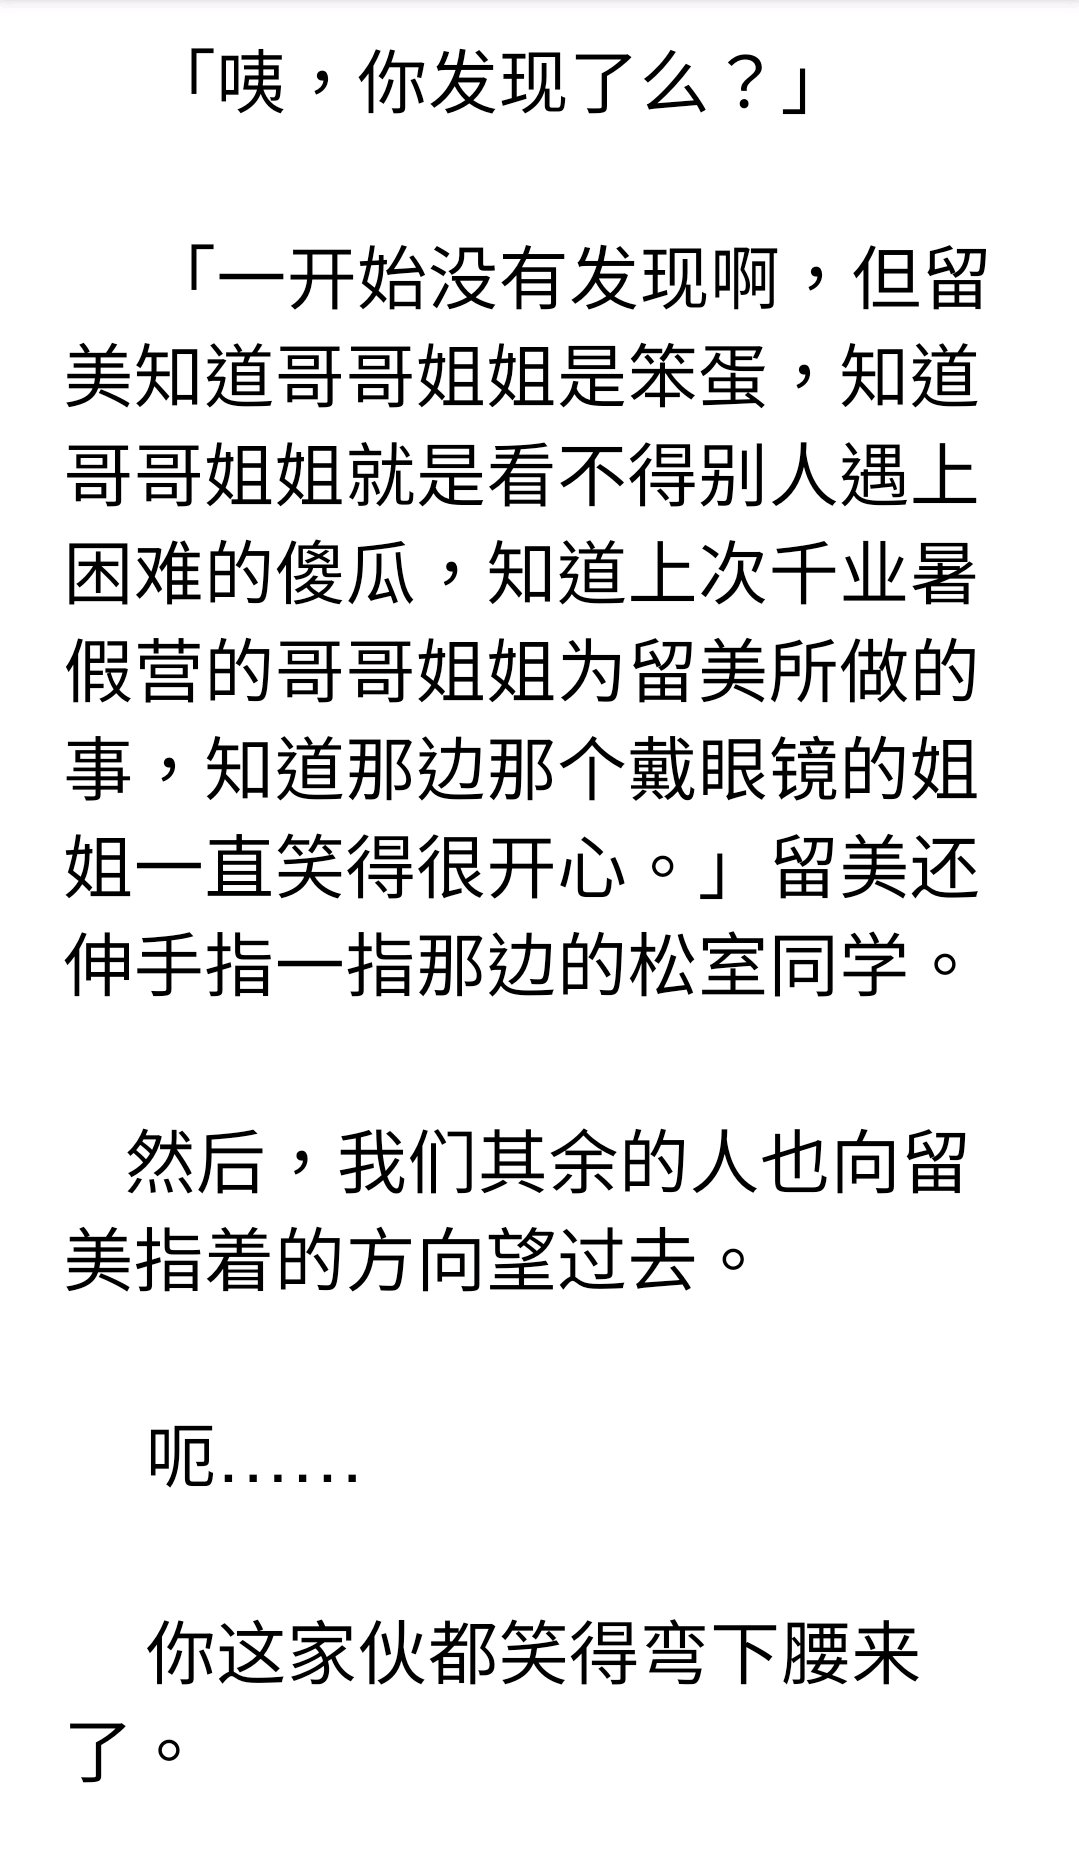 「咦，你发现了么？」
「一开始没有发现啊，但留
美知道哥哥姐姐是笨蛋，知道
哥哥姐姐就是看不得别人遇上
困难的傻瓜，知道上次千业暑
假营的哥哥姐姐为留美所做的
事，知道那边那个戴眼镜的姐
姐一直笑得很开心。」留美还
伸手指一指那边的松室同学。
然后，我们其余的人也向留
美指着的方向望过去。
呃……
你这家伙都笑得弯下腰来
了。